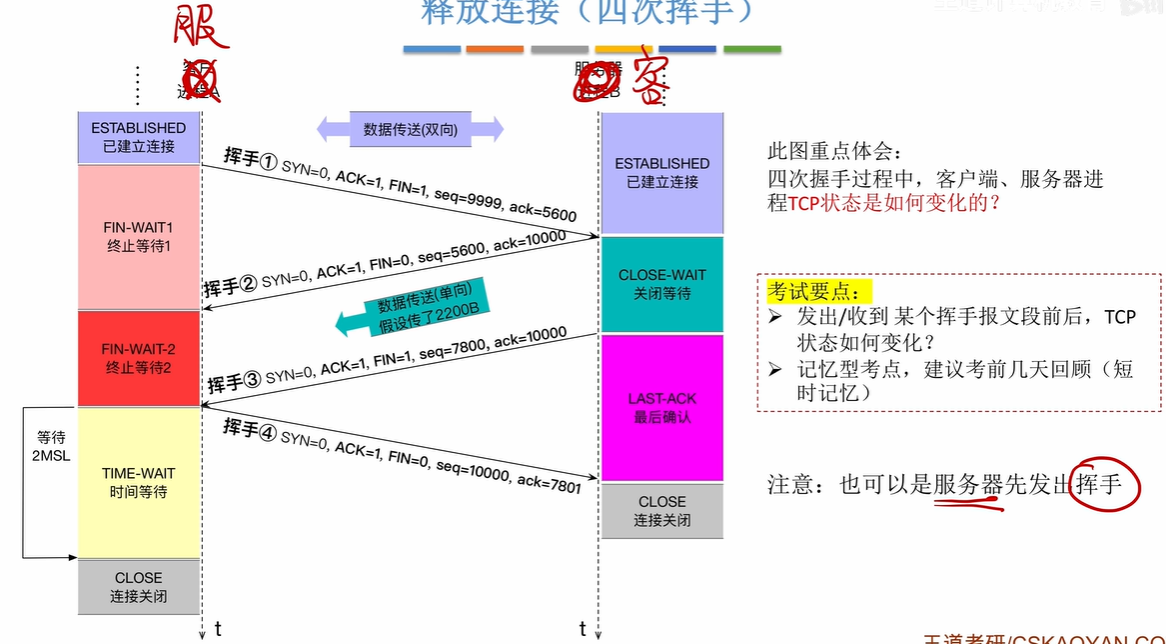 释放连接（四次挥手）
服
客户
进程A
服务器
进程B
客
ESTABLISHED
已建立连接
数据传送(双向)
ESTABLISHED
已建立连接
挥手① SYN=0, ACK=1, FIN=1, seq=9999, ack=5600
FIN-WAIT1
终止等待1
挥手② SYN=0, ACK=1, FIN=0, seq=5600, ack=10000
CLOSE-WAIT
关闭等待
数据传送(单向)
假设传了2200B
FIN-WAIT-2
终止等待2
挥手③ SYN=0, ACK=1, FIN=1, seq=7800, ack=10000
LAST-ACK
最后确认
挥手④ SYN=0, ACK=1, FIN=0, seq=10000, ack=7801
等待
2MSL
TIME-WAIT
时间等待
CLOSE
连接关闭
CLOSE
连接关闭
t
t
此图重点体会：
四次握手过程中，客户端、服务器进
程TCP状态是如何变化的？
考试要点：
➢ 发出/收到 某个挥手报文段前后，TCP
状态如何变化？
➢ 记忆型考点，建议考前几天回顾（短
时记忆）
注意：也可以是服务器先发出挥手
王道考研/CSKAOYAN.CO